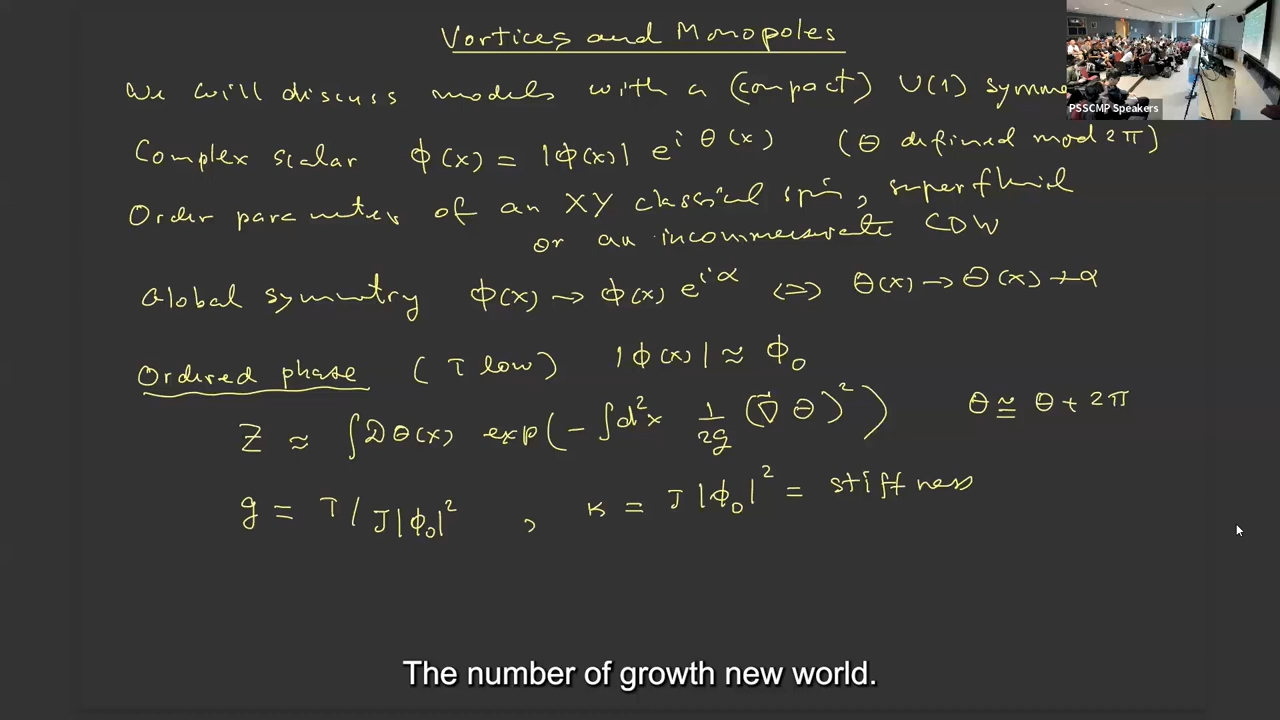 Vortices and Monopoles
We will discuss models with a (compact) U(1) symme
PSSCMP Speakers
Complex scalar ϕ(x) = |ϕ(x)| e^{iθ(x)} (θ defined mod 2π)
Order parameter of an XY classical spin, superfluid
or an incommensurate CDW
Global symmetry ϕ(x) → ϕ(x) e^{iα} ⇔ θ(x) → θ(x) + α
Ordered phase (T low) |ϕ(x)| ≈ ϕ₀
Z ≈ ∫Dθ(x) exp(-∫d²x 1/2g (∇⃗θ)²) θ ≅ θ + 2π
g = T/J|ϕ₀|² , κ = J|ϕ₀|² = stiffness
The number of growth new world.